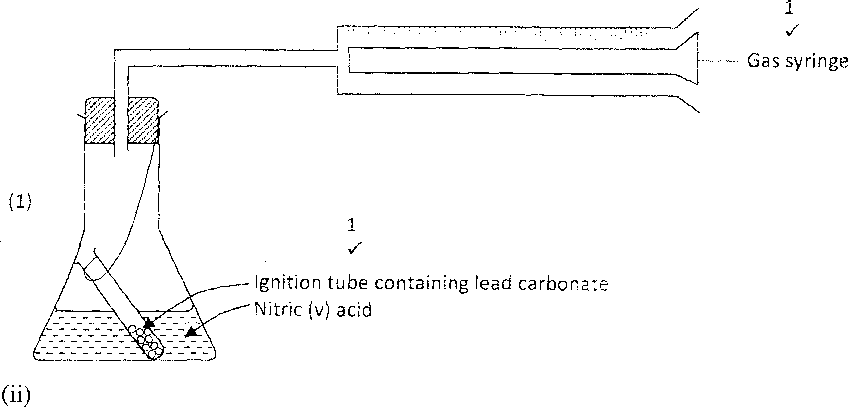 1
✓
Gas syringe
(1)
1
✓
Ignition tube containing lead carbonate
Nitric (v) acid
(ii)